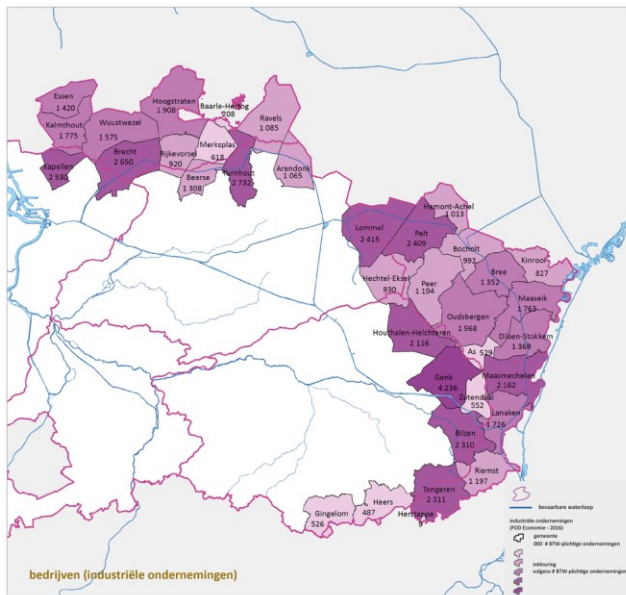 Essen
1 420
Kalmthout
1 775
Wuustwezel
1 575
Hoogstraten
1 908
Baarle-Hertog
208
Ravels
1 085
Kapellen
2 530
Brecht
2 650
Rijkevorsel
920
Merksplas
618
Beerse
1 308
Turnhout
2 732
Arendonk
1 065
Hamont-Achel
1 013
Lommel
2 415
Pelt
2 409
Bocholt
992
Kinrooi
827
Hechtel-Eksel
930
Peer
1 194
Bree
1 352
Maaseik
1 763
Oudsbergen
1 968
Houthalen-Helchteren
2 116
Dilsen-Stokkem
1 369
As 529
Genk
4 236
Maasmechelen
2 162
Zutendaal
552
Lanaken
1 726
Bilzen
2 310
Riemst
1 197
Tongeren
2 311
Heers
487
Gingelom
526
Herstappe
bevaarbare waterloop
industriële ondernemingen
(FOD Economie - 2016)
gemeente
000 # BTW-plichtige ondernemingen
inkleuring
volgens # BTW-plichtige ondernemingen
bedrijven (industriële ondernemingen)